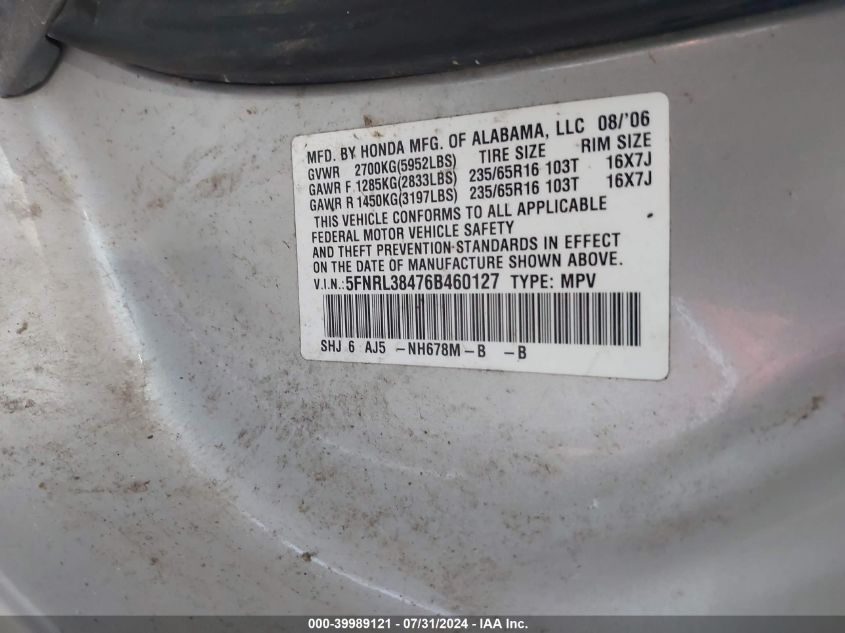 MFD. BY HONDA MFG. OF ALABAMA, LLC 08/'06
GVWR 2700KG(5952LBS) TIRE SIZE RIM SIZE
GAWR F 1285KG(2833LBS) 235/65R16 103T 16X7J
GAWR R 1450KG(3197LBS) 235/65R16 103T 16X7J
THIS VEHICLE CONFORMS TO ALL APPLICABLE
FEDERAL MOTOR VEHICLE SAFETY
AND THEFT PREVENTION STANDARDS IN EFFECT
ON THE DATE OF MANUFACTURE SHOWN ABOVE.
V.I.N.:5FNRL38476B460127 TYPE: MPV
SHJ 6 AJ5 -NH678M-B -B
000-39989121 - 07/31/2024 - IAA Inc.